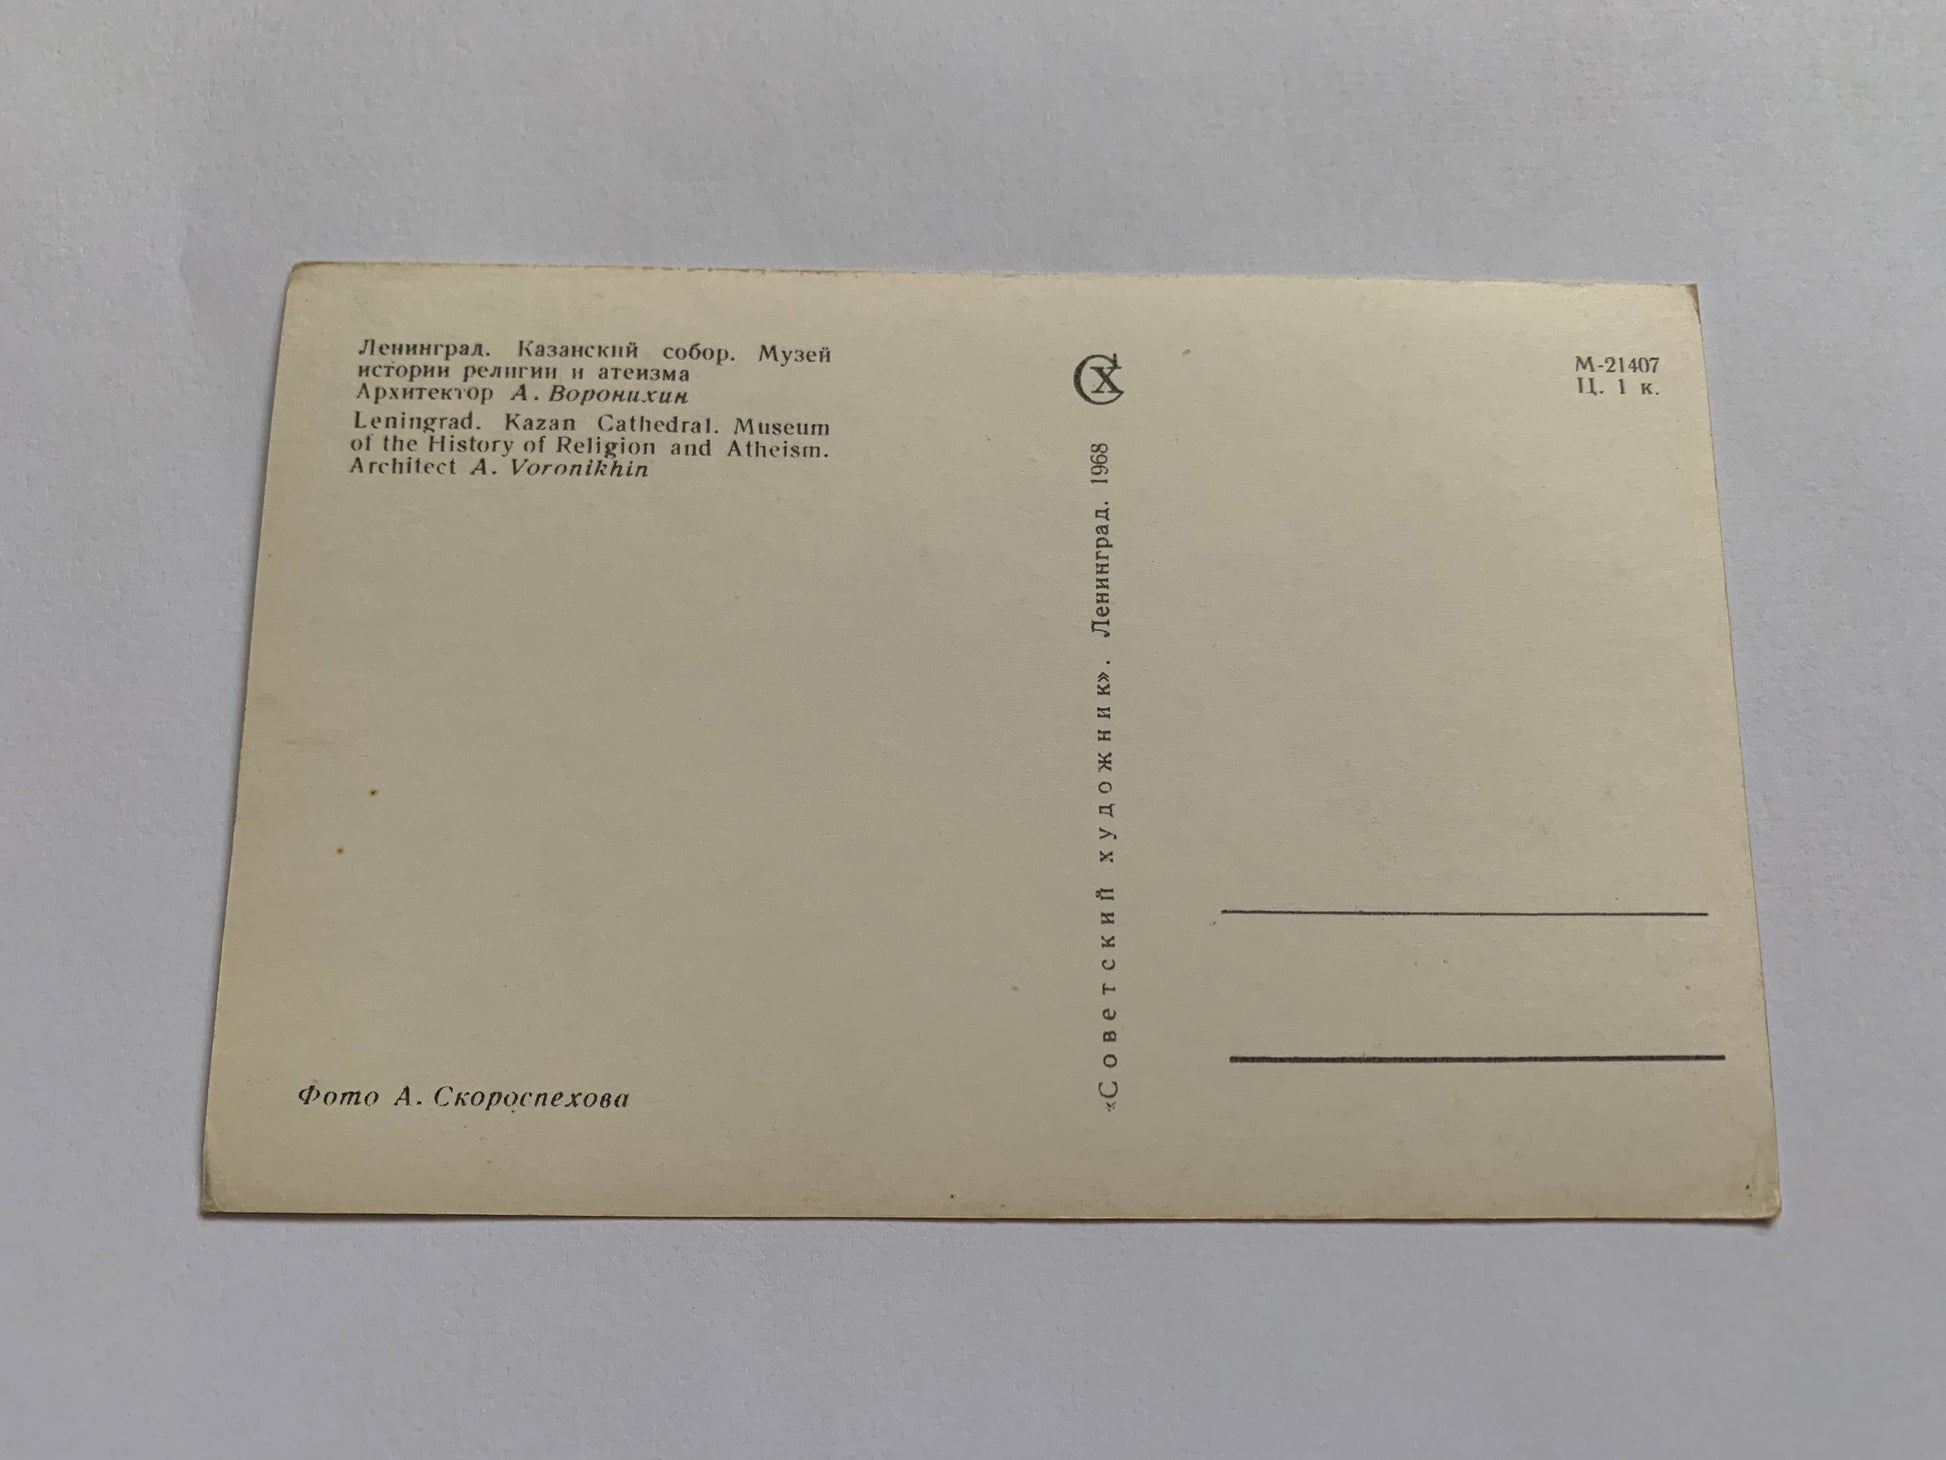 Ленинград. Казанский собор. Музей
истории религии и атеизма
Архитектор А. Воронихин
Leningrad. Kazan Cathedral. Museum
of the History of Religion and Atheism.
Architect A. Voronikhin
Фото А. Скороспехова
СХ
«Советский художник». Ленинград. 1968
М-21407
Ц. 1 к.